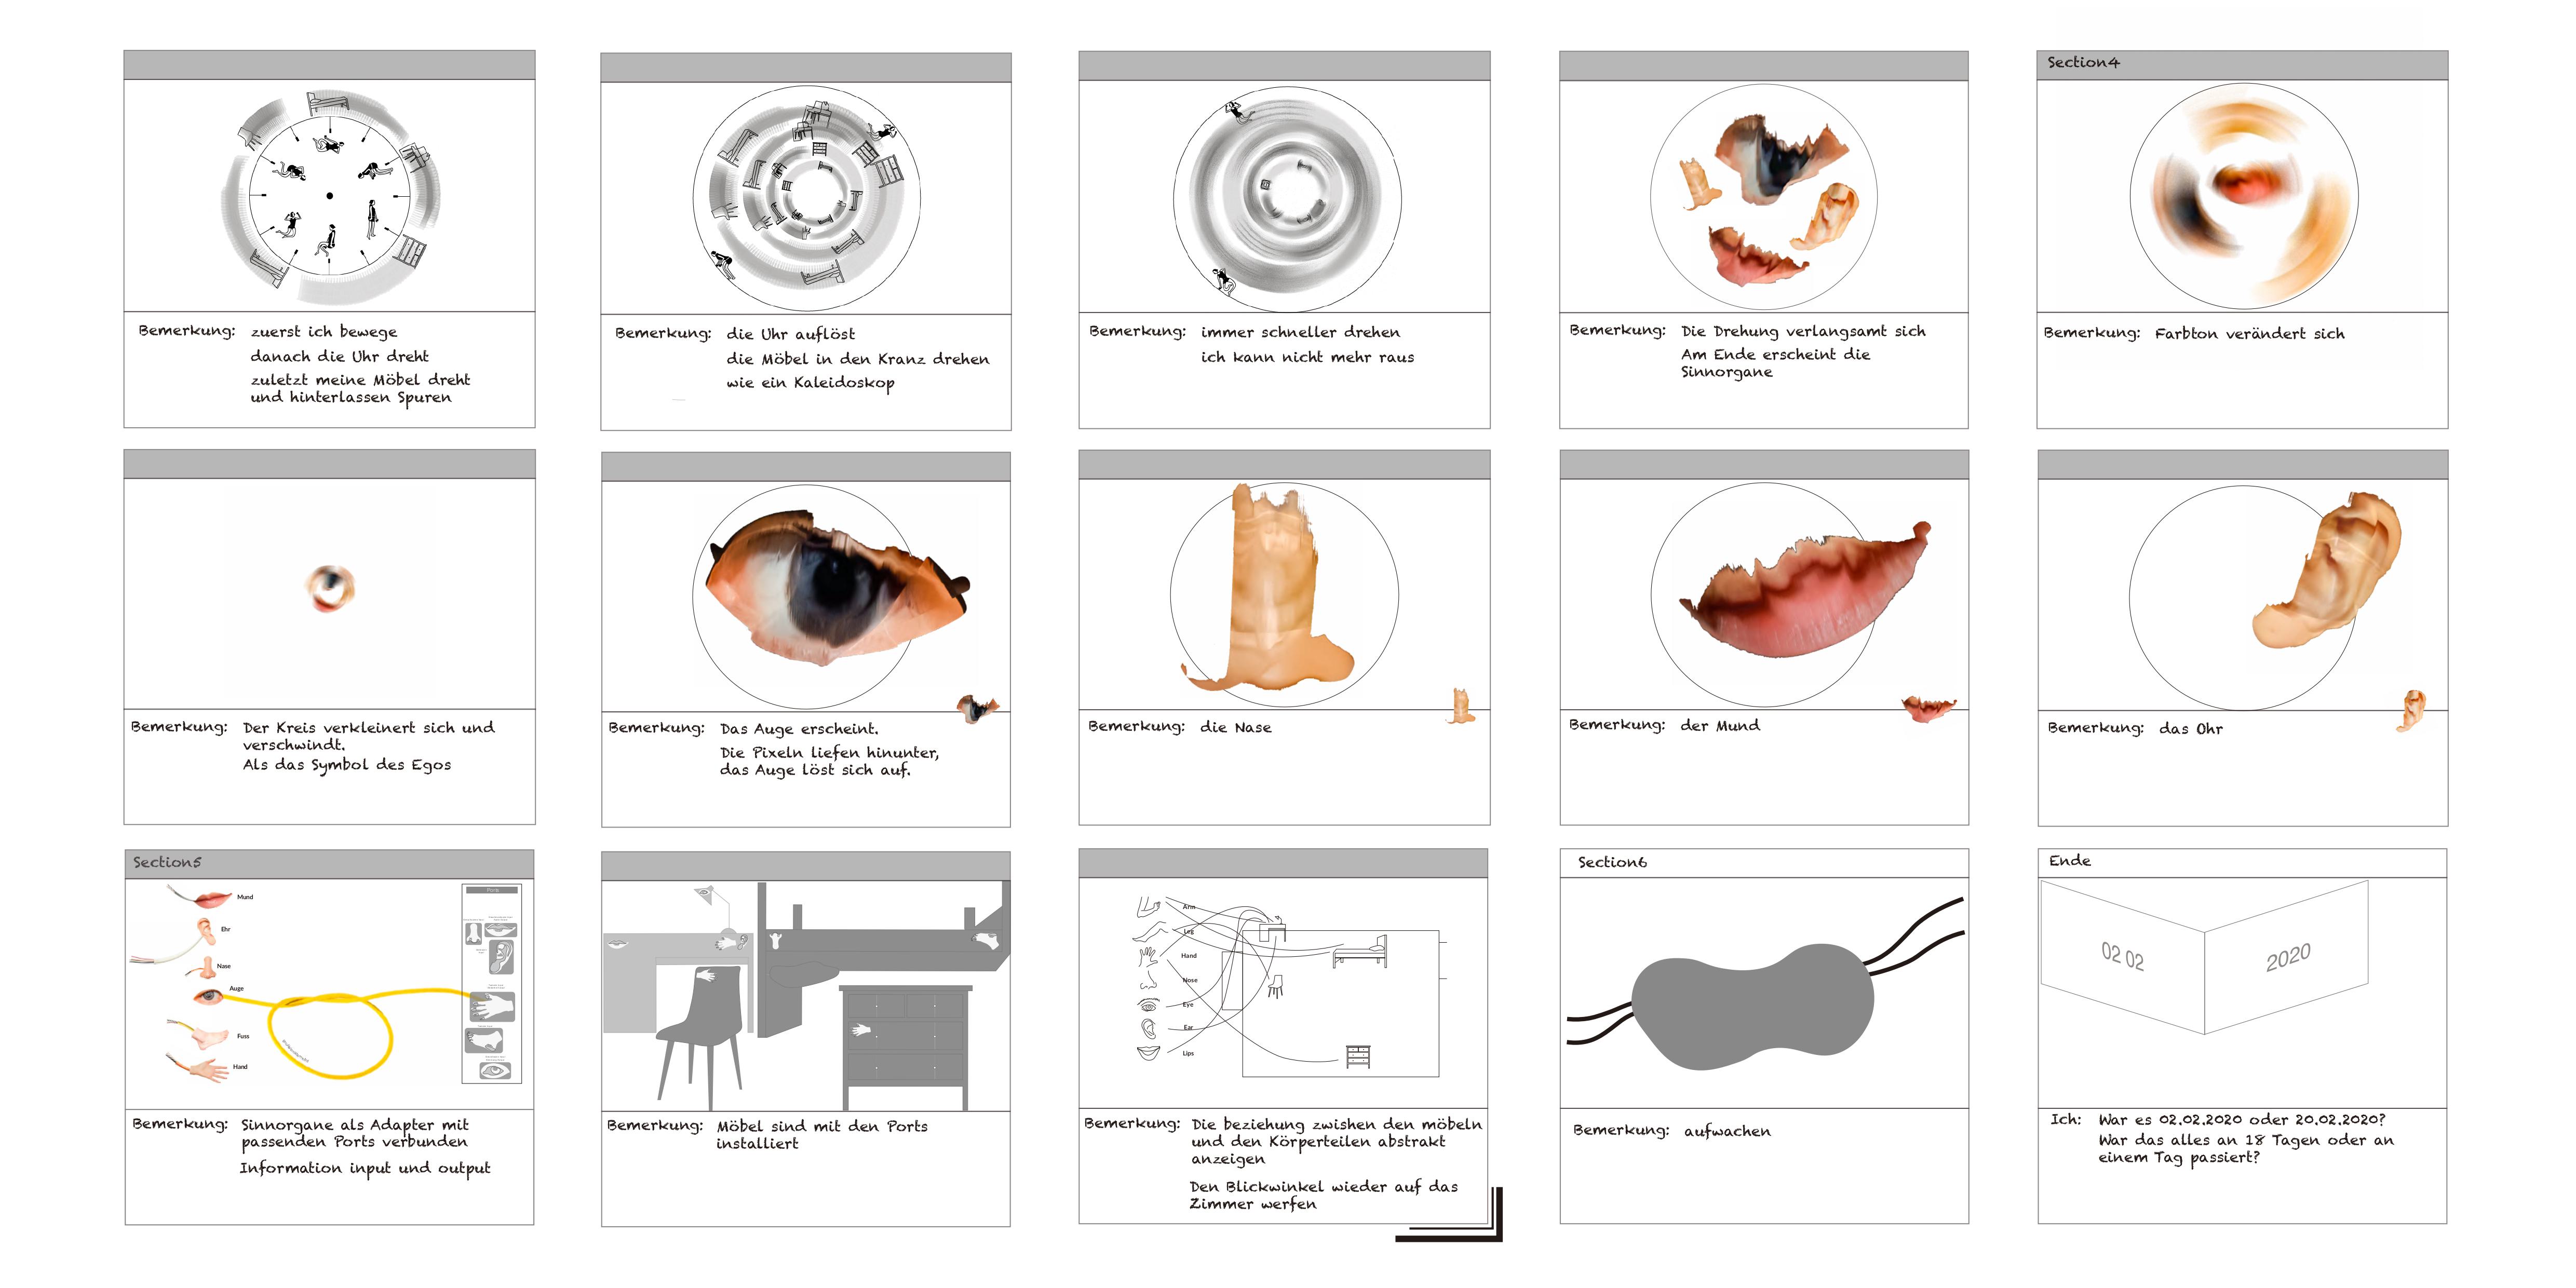 Bemerkung: zuerst ich bewege
danach die Uhr dreht
zuletzt meine Möbel dreht
und hinterlassen Spuren
Bemerkung: die Uhr auflöst
die Möbel in den Kranz drehen
wie ein Kaleidoskop
Bemerkung: immer schneller drehen
ich kann nicht mehr raus
Bemerkung: Die Drehung verlangsamt sich
Am Ende erscheint die
Sinnorgane
Section4
Bemerkung: Farbton verändert sich
Bemerkung: Der Kreis verkleinert sich und
verschwindt.
Als das Symbol des Egos
Bemerkung: Das Auge erscheint.
Die Pixeln liefen hinunter,
das Auge löst sich auf.
Bemerkung: die Nase
Bemerkung: der Mund
Bemerkung: das Ohr
Section5
Mund
Ehr
Nase
Auge
Fuss
Hand
Bemerkung: Sinnorgane als Adapter mit
passenden Ports verbunden
Information input und output
Bemerkung: Möbel sind mit den Ports
installiert
Arm
Leg
Hand
Nose
Eye
Ear
Lips
Bemerkung: Die beziehung zwishen den möbeln
und den Körperteilen abstrakt
anzeigen
Den Blickwinkel wieder auf das
Zimmer werfen
Section6
Bemerkung: aufwachen
Ende
02 02
2020
Ich: War es 02.02.2020 oder 20.02.2020?
War das alles an 18 Tagen oder an
einem Tag passiert?